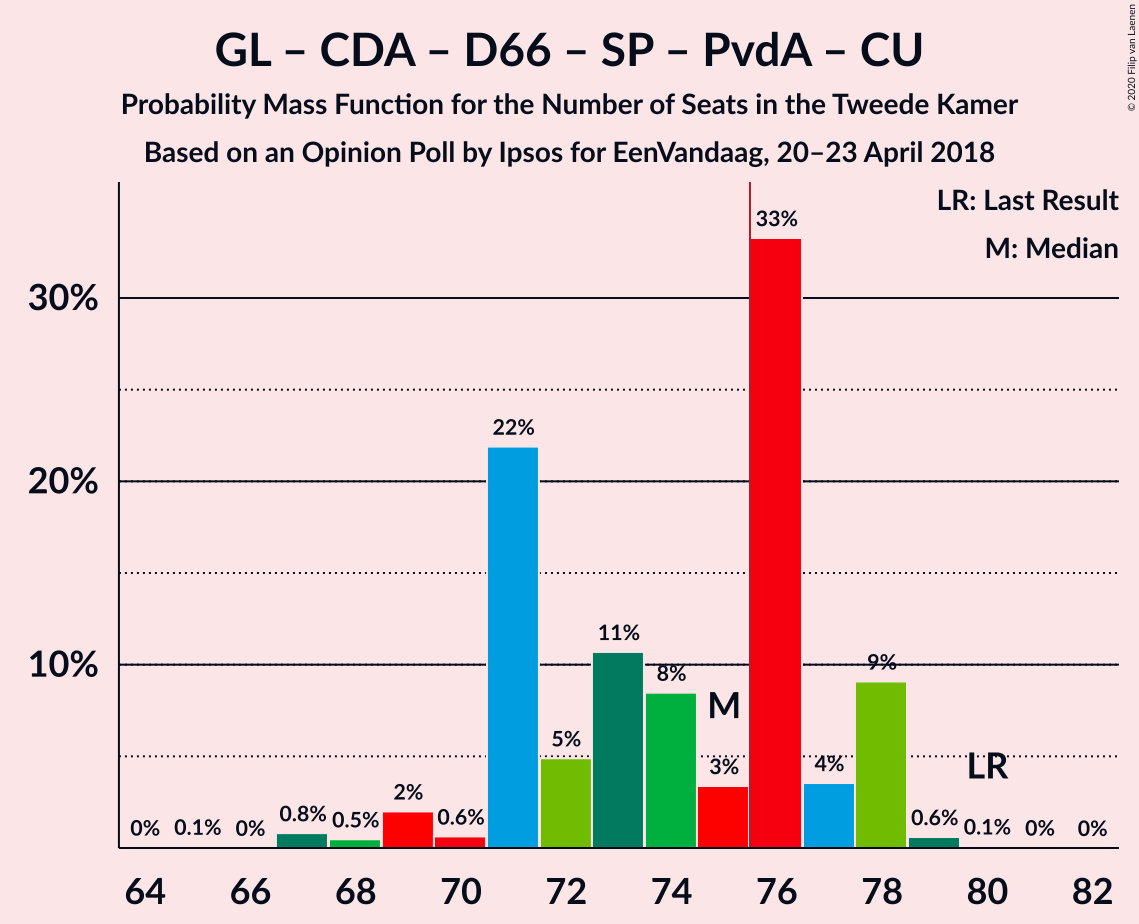 GL – CDA – D66 – SP – PvdA – CU
Probability Mass Function for the Number of Seats in the Tweede Kamer
Based on an Opinion Poll by Ipsos for EenVandaag, 20–23 April 2018
© 2020 Filip van Laenen
LR: Last Result
M: Median
33%
30%
22%
20%
11%
10%
8%
9%
M
5%
3%
4%
LR
2%
0% 0.1% 0% 0.8% 0.5% 0.6% 0.6% 0.1% 0% 0%
64 66 68 70 72 74 76 78 80 82